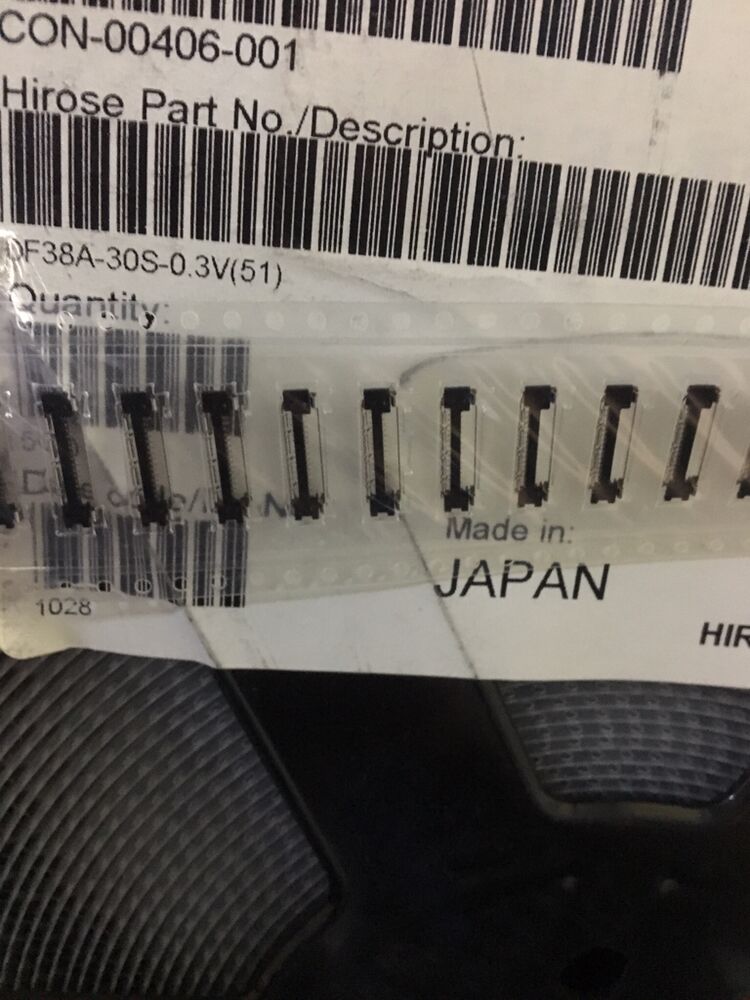 CON-00406-001
Hirose Part No./Description:
DF38A-30S-0.3V(51)
Quantity:
Made in:
JAPAN
1028
HIR